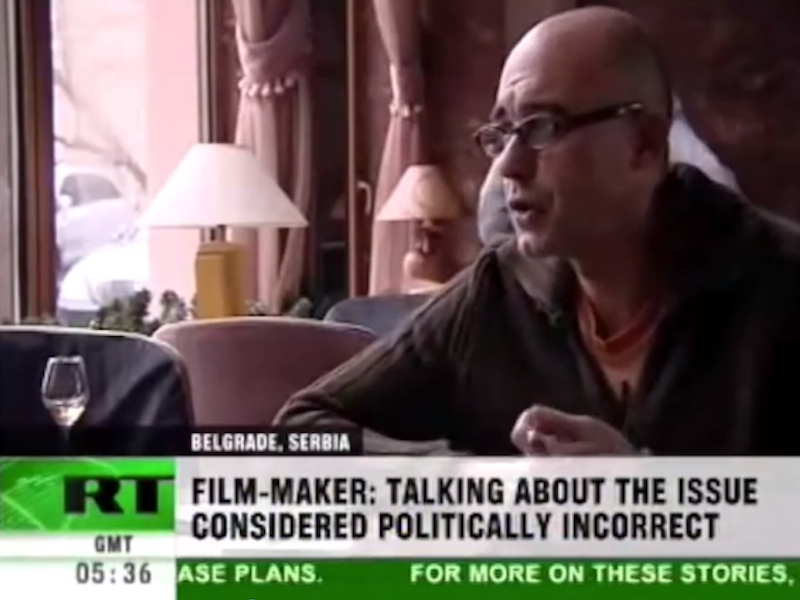 BELGRADE, SERBIA
RT
FILM-MAKER: TALKING ABOUT THE ISSUE
CONSIDERED POLITICALLY INCORRECT
GMT
05:36
ASE PLANS. FOR MORE ON THESE STORIES,